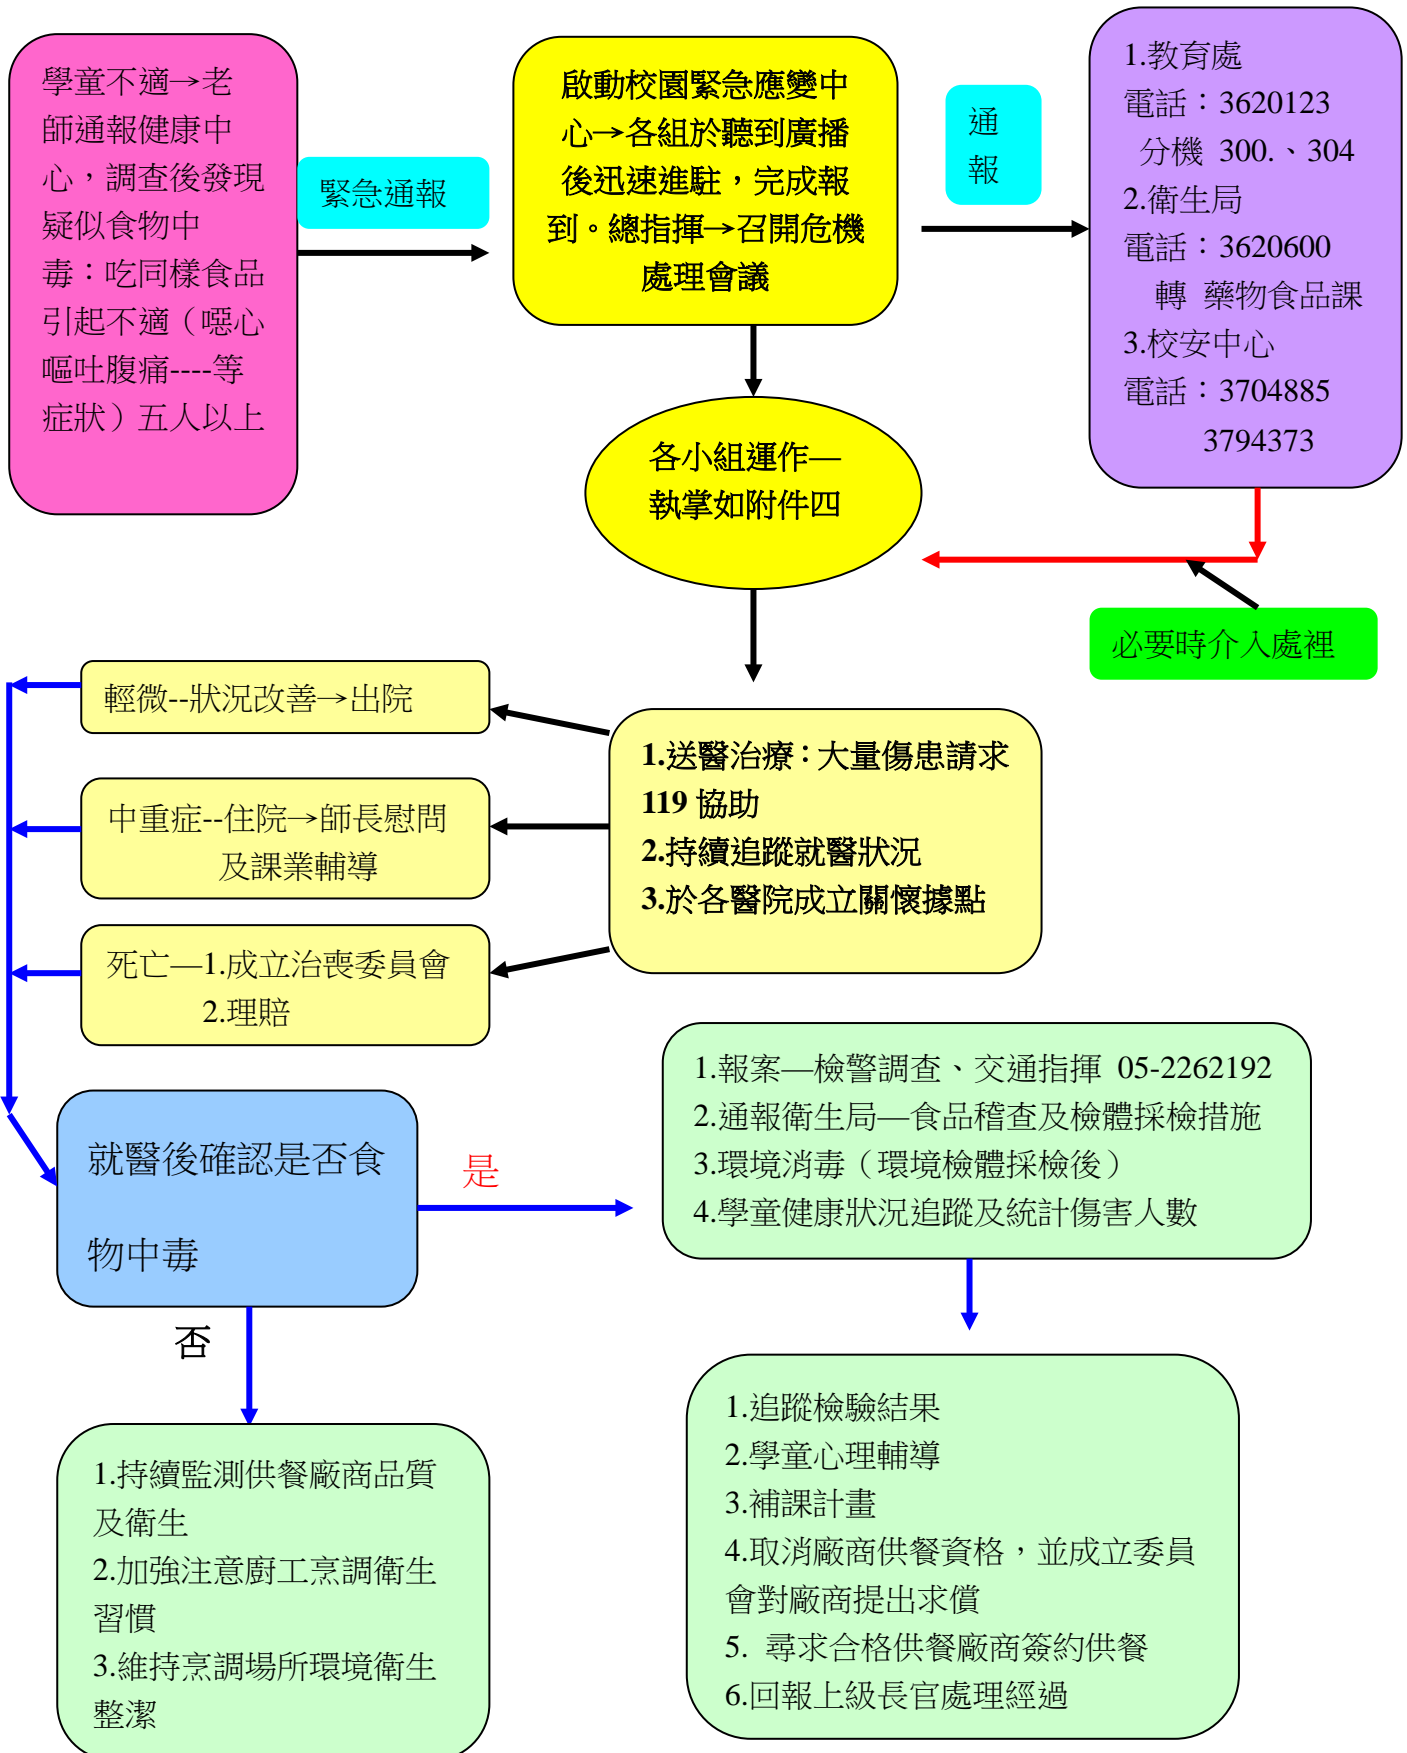 學童不適→老
師通報健康中
心，調查後發現
疑似食物中
毒：吃同樣食品
引起不適（噁心
嘔吐腹痛----等
症狀）五人以上
緊急通報
啟動校園緊急應變中
心→各組於聽到廣播
後迅速進駐，完成報
到。總指揮→召開危機
處理會議
通
報
1.教育處
電話：3620123
分機 300.、304
2.衛生局
電話：3620600
轉 藥物食品課
3.校安中心
電話：3704885
3794373
各小組運作—
執掌如附件四
必要時介入處裡
輕微--狀況改善→出院
中重症--住院→師長慰問
及課業輔導
死亡—1.成立治喪委員會
2.理賠
1.送醫治療：大量傷患請求
119 協助
2.持續追蹤就醫狀況
3.於各醫院成立關懷據點
就醫後確認是否食
物中毒
是
否
1.報案—檢警調查、交通指揮 05-2262192
2.通報衛生局—食品稽查及檢體採檢措施
3.環境消毒（環境檢體採檢後）
4.學童健康狀況追蹤及統計傷害人數
1.追蹤檢驗結果
2.學童心理輔導
3.補課計畫
4.取消廠商供餐資格，並成立委員
會對廠商提出求償
5. 尋求合格供餐廠商簽約供餐
6.回報上級長官處理經過
1.持續監測供餐廠商品質
及衛生
2.加強注意廚工烹調衛生
習慣
3.維持烹調場所環境衛生
整潔